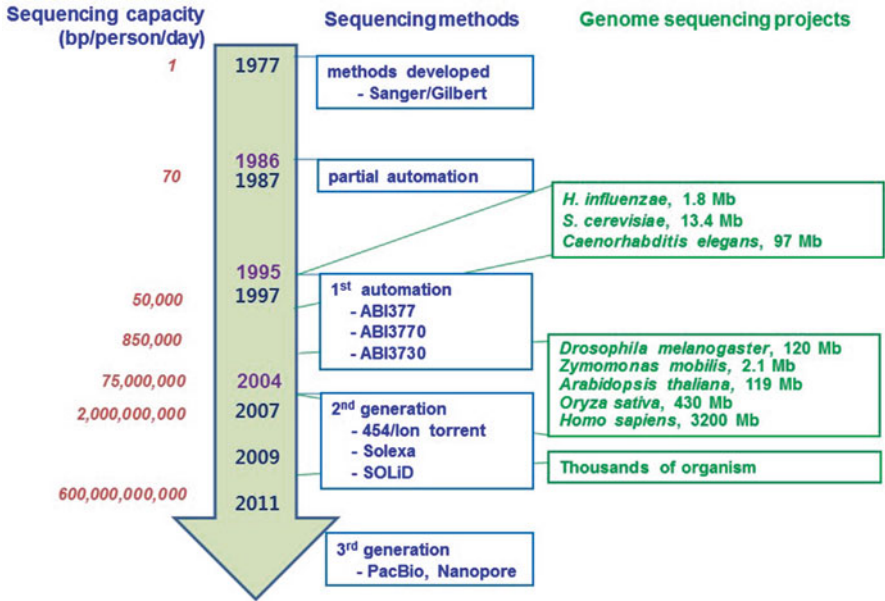 Sequencing capacity
(bp/person/day)
Sequencing methods
Genome sequencing projects
1
1977
methods developed
- Sanger/Gilbert
1986
70
1987
partial automation
H. influenzae, 1.8 Mb
S. cerevisiae, 13.4 Mb
Caenorhabditis elegans, 97 Mb
1995
50,000
1997
1st automation
- ABI377
- ABI3770
- ABI3730
850,000
Drosophila melanogaster, 120 Mb
Zymomonas mobilis, 2.1 Mb
Arabidopsis thaliana, 119 Mb
Oryza sativa, 430 Mb
Homo sapiens, 3200 Mb
75,000,000
2004
2,000,000,000
2007
2nd generation
- 454/Ion torrent
- Solexa
- SOLiD
2009
Thousands of organism
600,000,000,000
2011
3rd generation
- PacBio, Nanopore